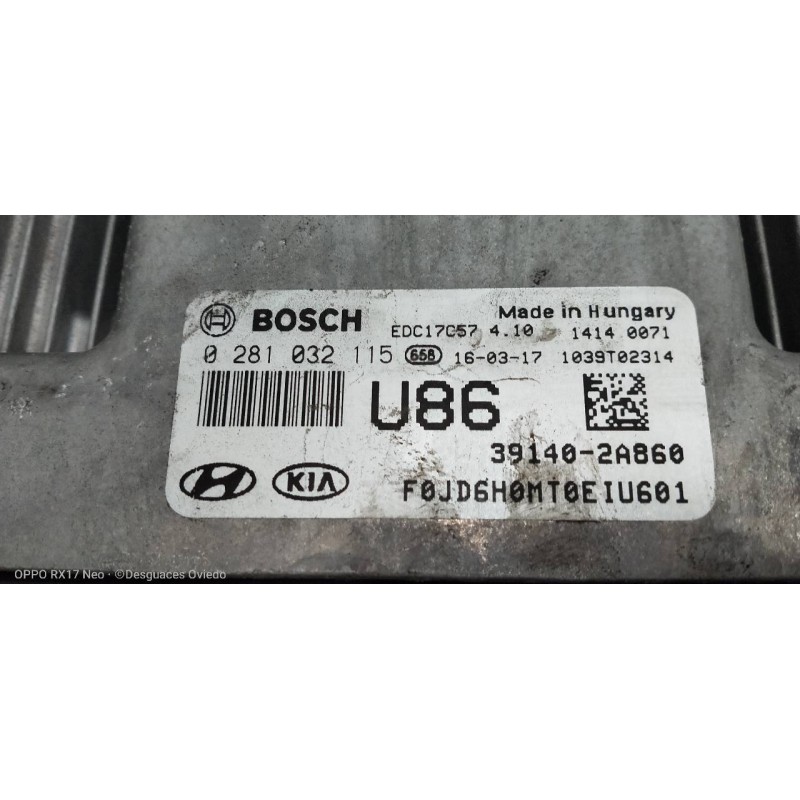 BOSCH
Made in Hungary
EDC17C57 4.10 1414 0071
0 281 032 115 658 16-03-17 1039T02314
U86
39140-2A860
KIA
F0JD6H0MT0EIU601
OPPO RX17 Neo · ©Desguaces Oviedo